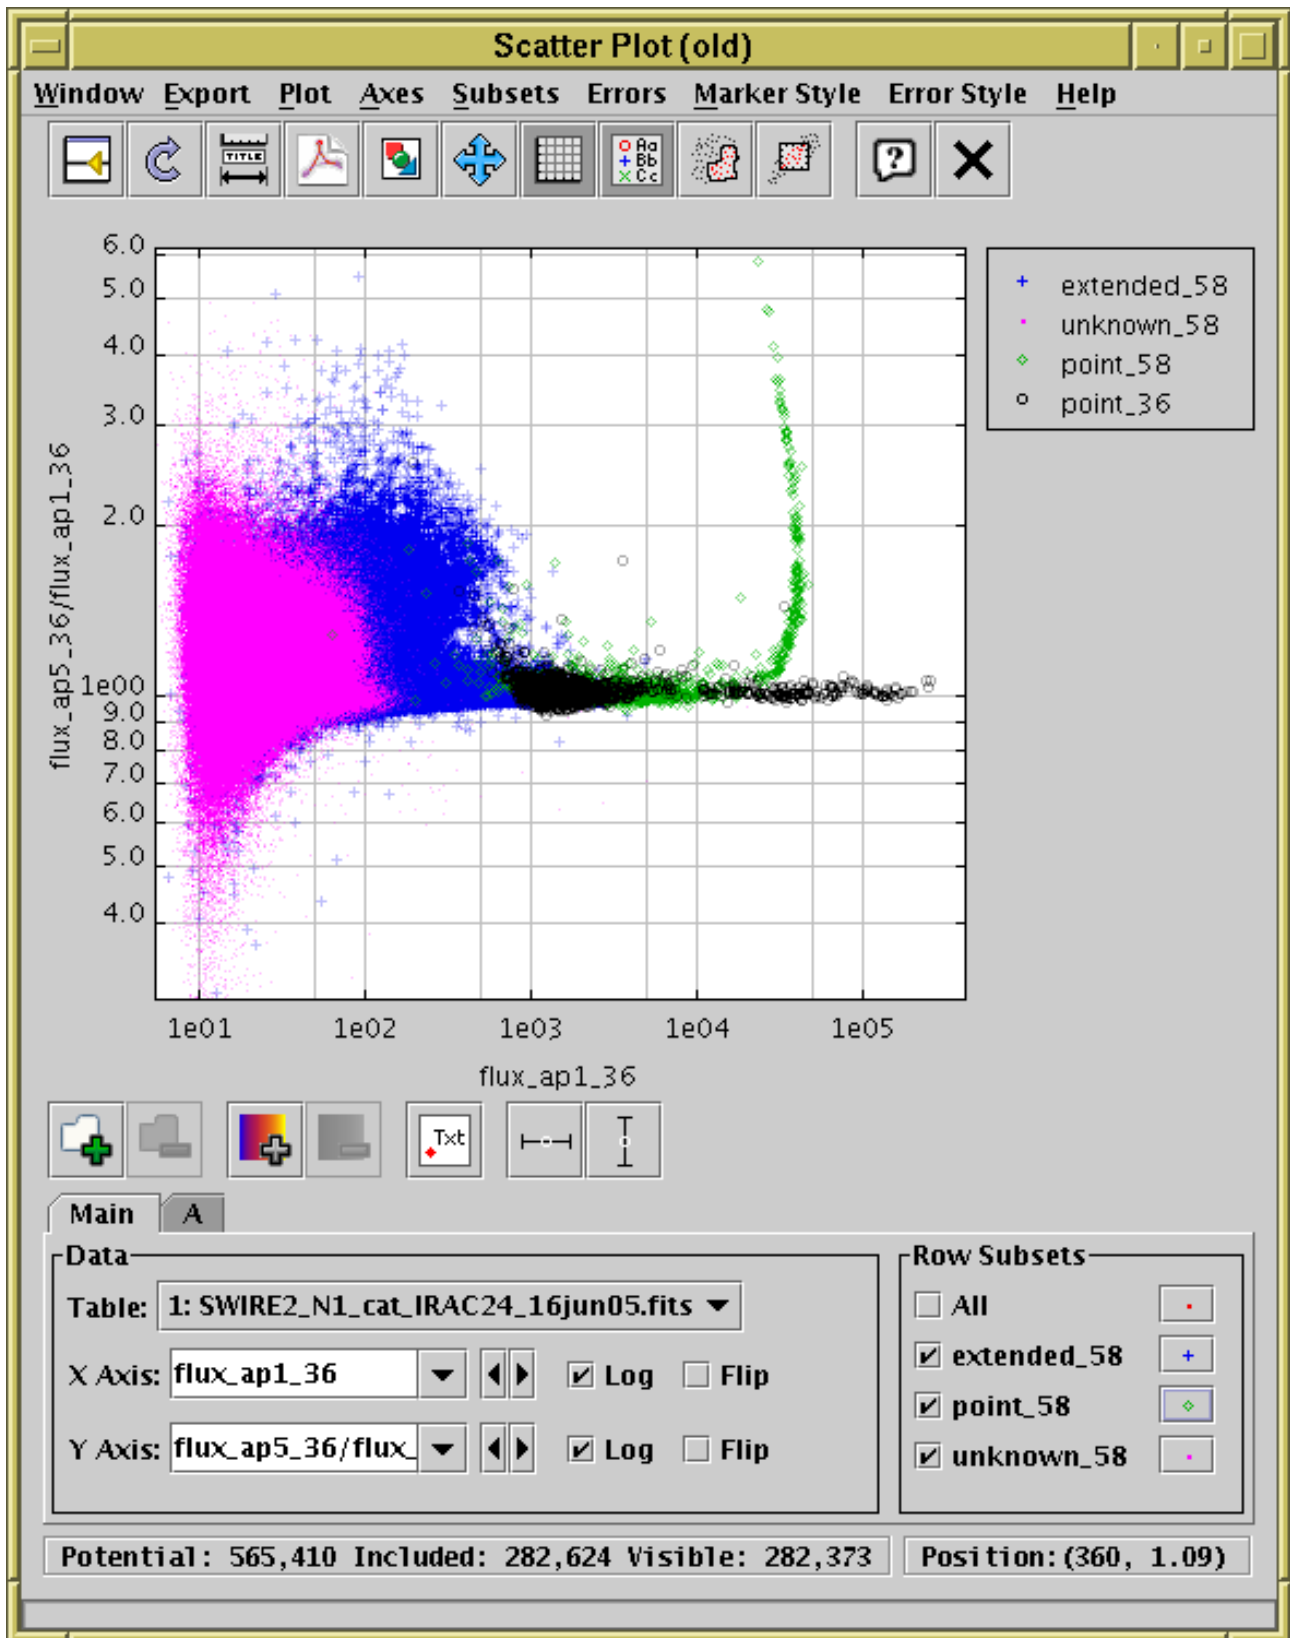 Scatter Plot (old)
Window Export Plot Axes Subsets Errors Marker Style Error Style Help
TITLE
Aa
Bb
Cc
?
6.0
5.0
4.0
3.0
2.0
1e00
9.0
8.0
7.0
6.0
5.0
4.0
flux_ap5_36/flux_ap1_36
extended_58
unknown_58
point_58
point_36
1e01 1e02 1e03 1e04 1e05
flux_ap1_36
Txt
Main A
Data
Table: 1: SWIRE2_N1_cat_IRAC24_16jun05.fits
X Axis: flux_ap1_36 Log Flip
Y Axis: flux_ap5_36/flux_ Log Flip
Row Subsets
All
extended_58
point_58
unknown_58
Potential: 565,410 Included: 282,624 Visible: 282,373 Position: (360, 1.09)